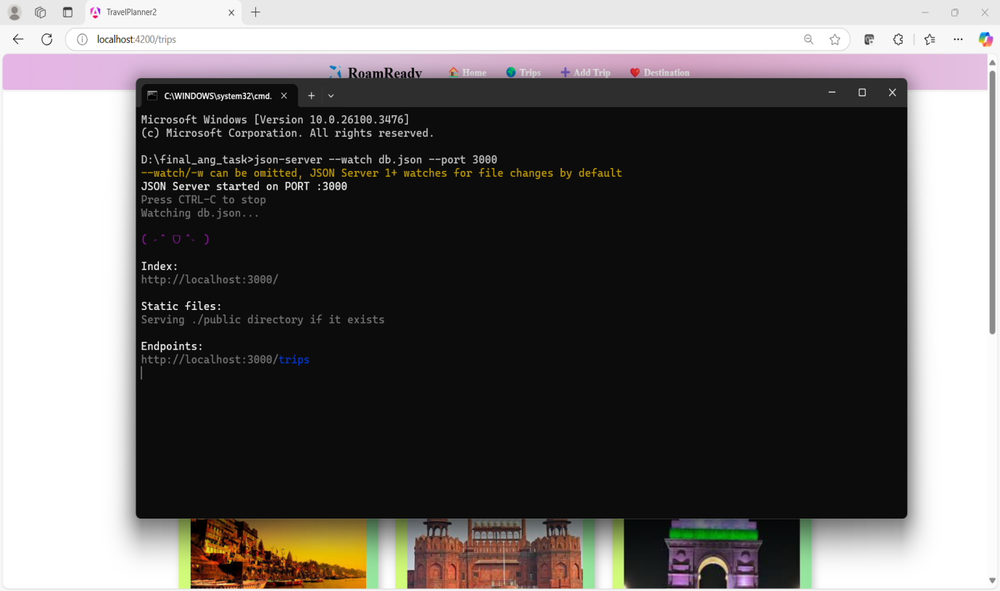 TravelPlanner2
localhost:4200/trips
RoamReady
Home
Trips
Add Trip
Destination
C:\WINDOWS\system32\cmd.
Microsoft Windows [Version 10.0.26100.3476]
(c) Microsoft Corporation. All rights reserved.
D:\final_ang_task>json-server --watch db.json --port 3000
--watch/-w can be omitted, JSON Server 1+ watches for file changes by default
JSON Server started on PORT :3000
Press CTRL-C to stop
Watching db.json...
( ˶ˆ ᗜ ˆ˵ )
Index:
http://localhost:3000/
Static files:
Serving ./public directory if it exists
Endpoints:
http://localhost:3000/trips